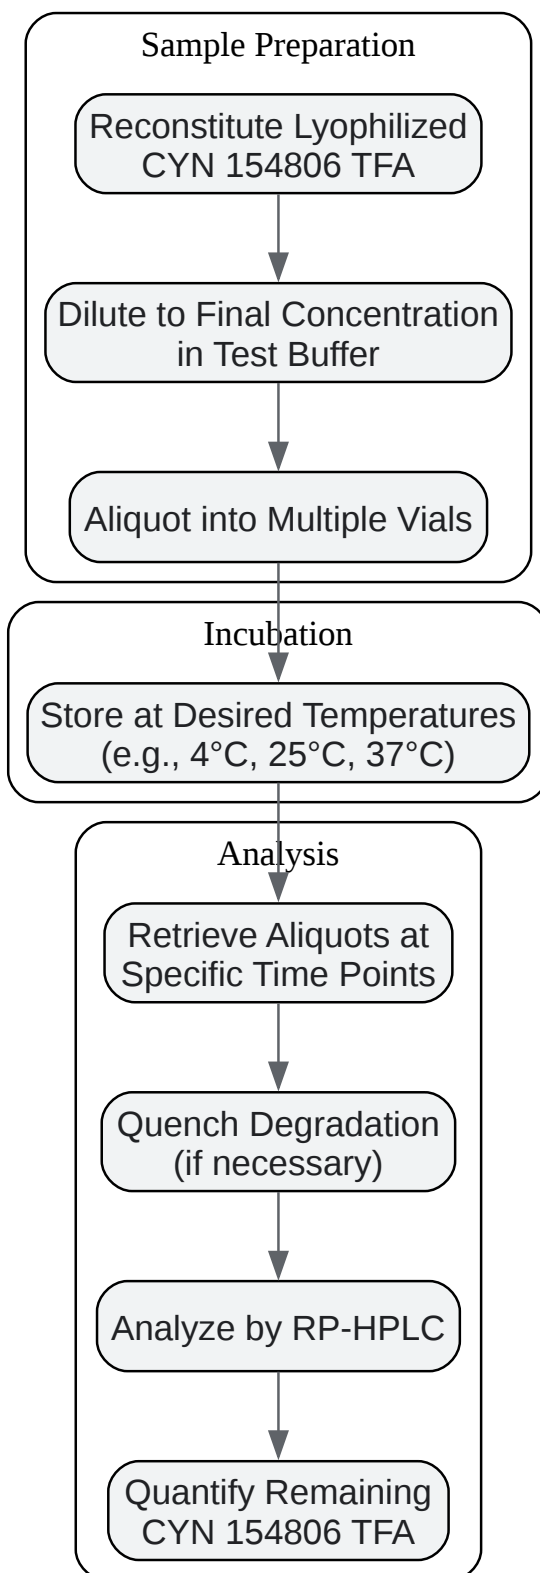 Sample Preparation
Reconstitute Lyophilized
CYN 154806 TFA
Dilute to Final Concentration
in Test Buffer
Aliquot into Multiple Vials
Incubation
Store at Desired Temperatures
(e.g., 4°C, 25°C, 37°C)
Analysis
Retrieve Aliquots at
Specific Time Points
Quench Degradation
(if necessary)
Analyze by RP-HPLC
Quantify Remaining
CYN 154806 TFA